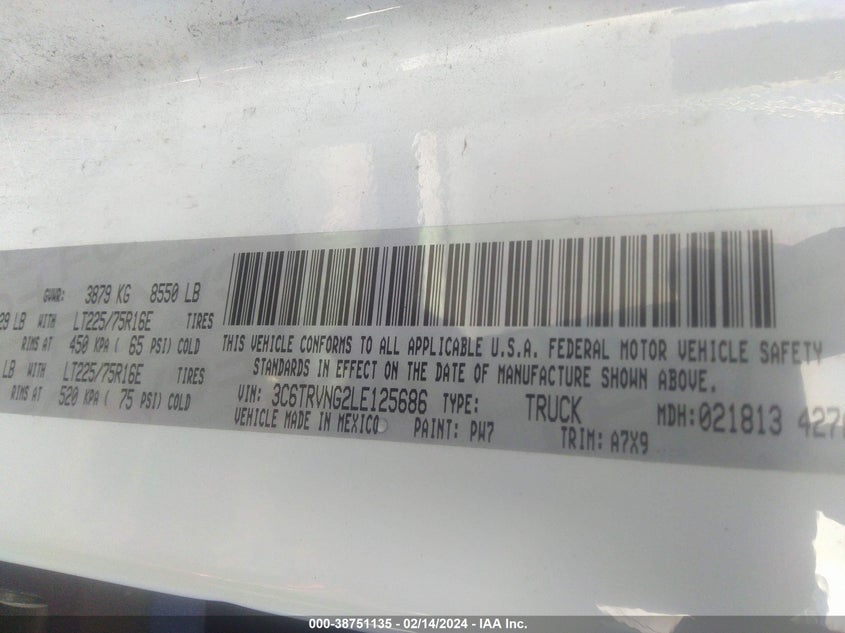 GVWR: 3879 KG 8550 LB
29 LB WITH LT225/75R16E TIRES
RIMS AT 450 KPA ( 65 PSI) COLD
LB WITH LT225/75R16E TIRES
RIMS AT 520 KPA ( 75 PSI) COLD
THIS VEHICLE CONFORMS TO ALL APPLICABLE U.S.A. FEDERAL MOTOR VEHICLE SAFETY
STANDARDS IN EFFECT ON THE DATE OF MANUFACTURE SHOWN ABOVE.
VIN: 3C6TRVNG2LE125686 TYPE: TRUCK MDH: 021813 427
VEHICLE MADE IN MEXICO PAINT: PW7 TRIM: A7X9
000-38751135 - 02/14/2024 - IAA Inc.